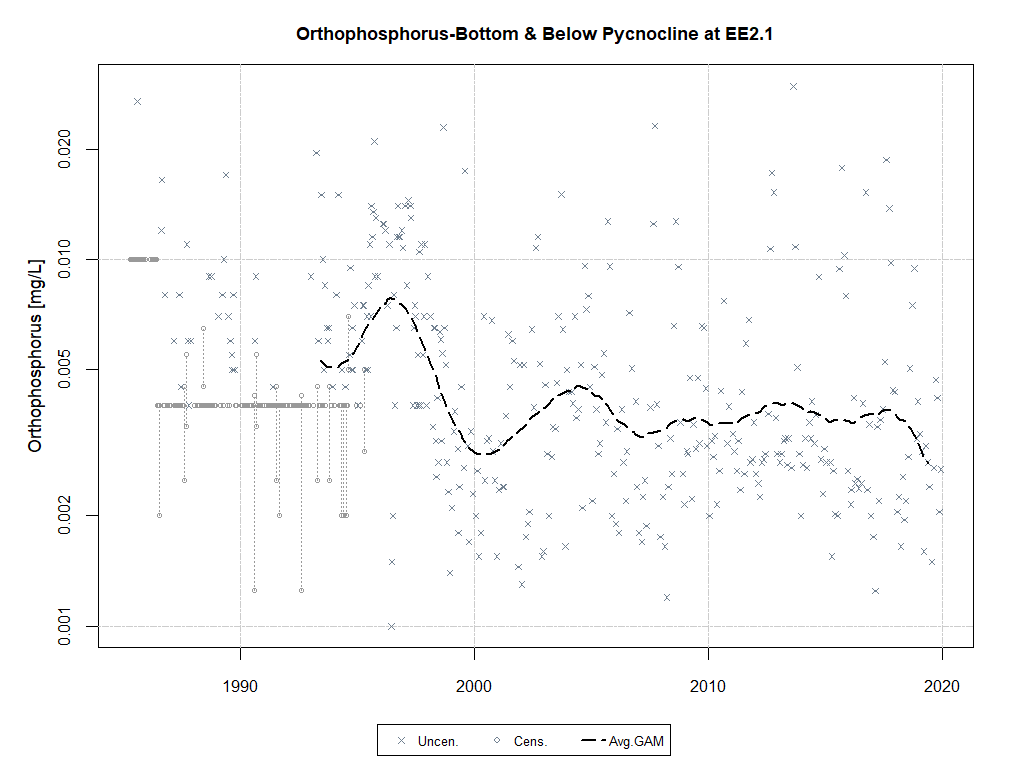 Orthophosphorus-Bottom & Below Pycnocline at EE2.1
Orthophosphorus [mg/L]
0.020
0.010
0.005
0.002
0.001
1990
2000
2010
2020
Uncen.
Cens.
Avg.GAM